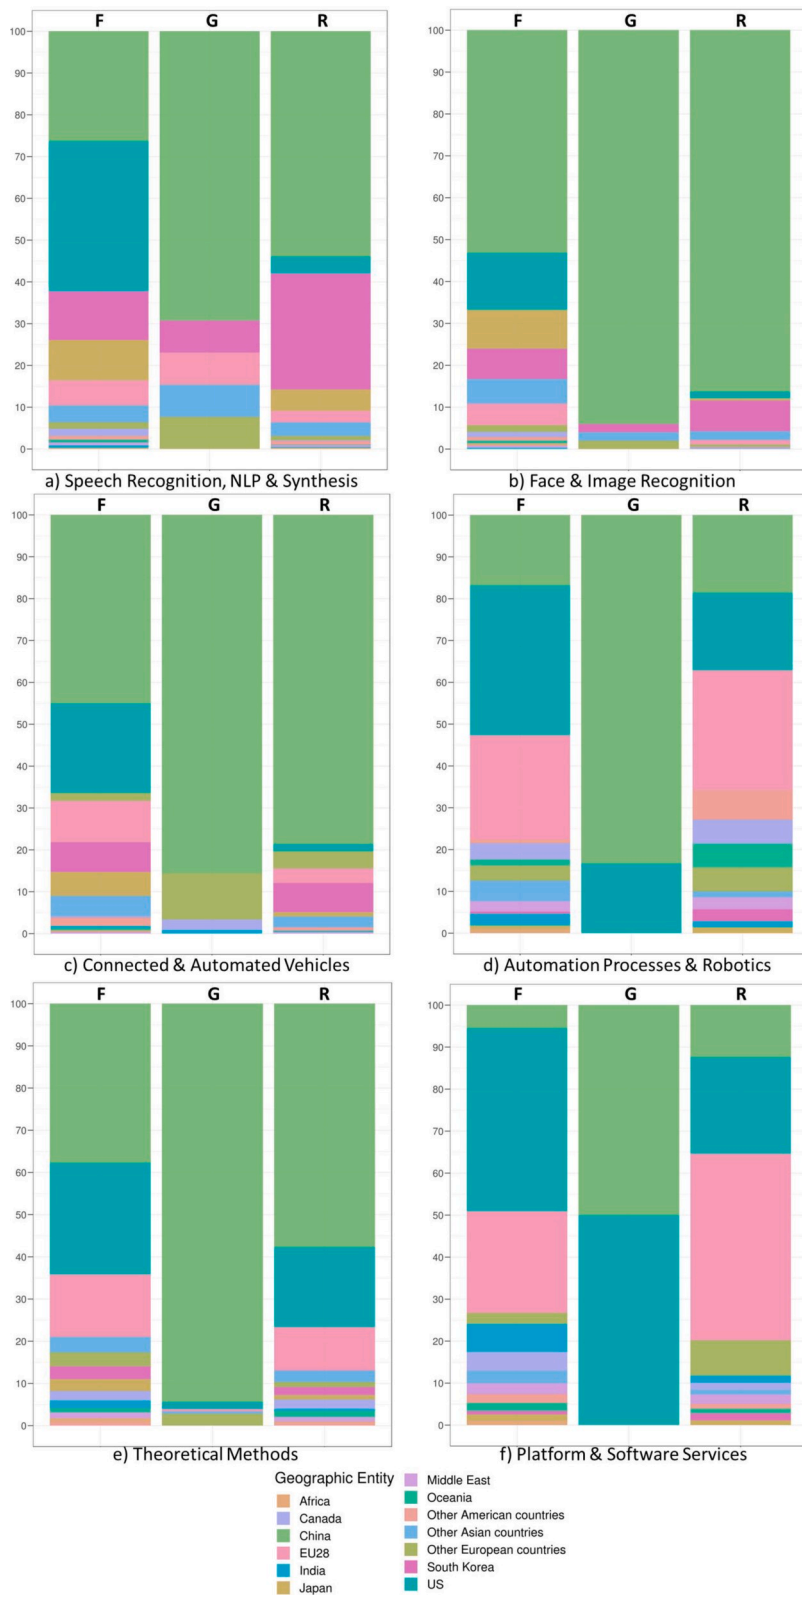 F G R F G R
100 100
90 90
80 80
70 70
60 60
50 50
40 40
30 30
20 20
10 10
0 0
a) Speech Recognition, NLP & Synthesis b) Face & Image Recognition
F G R F G R
100 100
90 90
80 80
70 70
60 60
50 50
40 40
30 30
20 20
10 10
0 0
c) Connected & Automated Vehicles d) Automation Processes & Robotics
F G R F G R
100 100
90 90
80 80
70 70
60 60
50 50
40 40
30 30
20 20
10 10
0 0
e) Theoretical Methods f) Platform & Software Services
Geographic Entity
Africa
Canada
China
EU28
India
Japan
Middle East
Oceania
Other American countries
Other Asian countries
Other European countries
South Korea
US